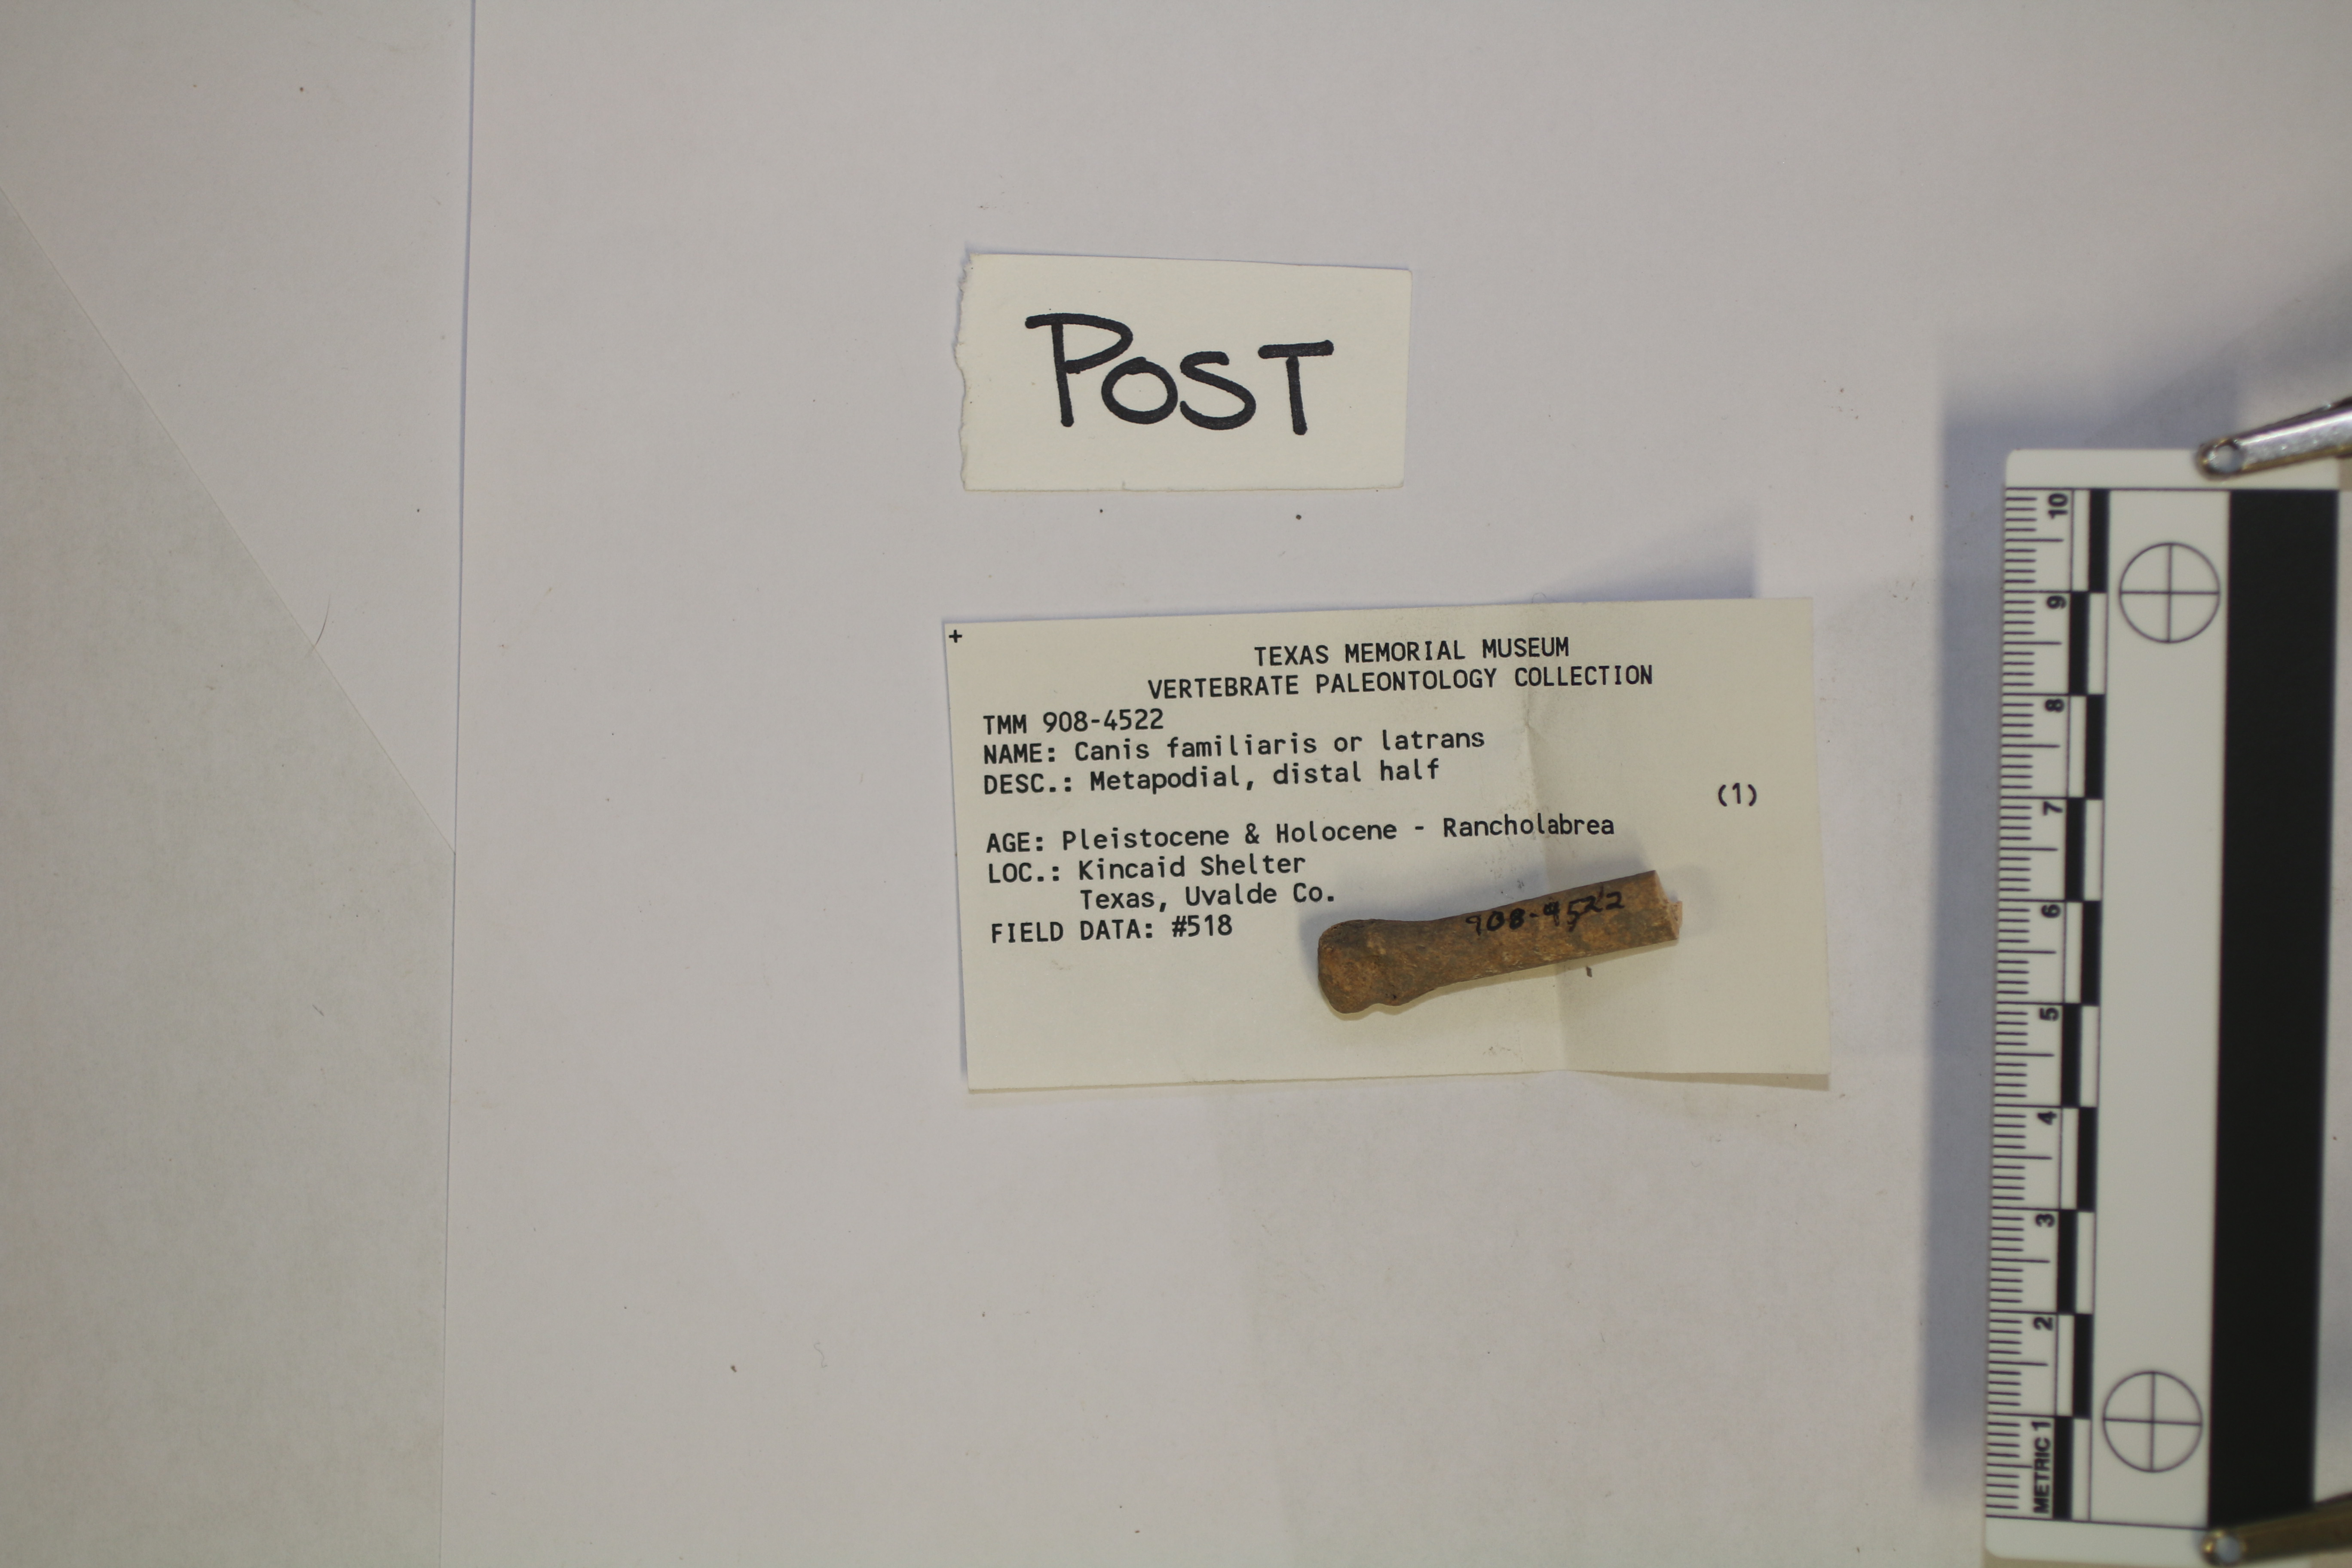 POST
+
TEXAS MEMORIAL MUSEUM
VERTEBRATE PALEONTOLOGY COLLECTION
TMM 908-4522
NAME: Canis familiaris or latrans
DESC.: Metapodial, distal half
(1)
AGE: Pleistocene & Holocene - Rancholabrea
LOC.: Kincaid Shelter
Texas, Uvalde Co.
FIELD DATA: #518
908-4522
METRIC 1 2 3 4 5 6 7 8 9 10